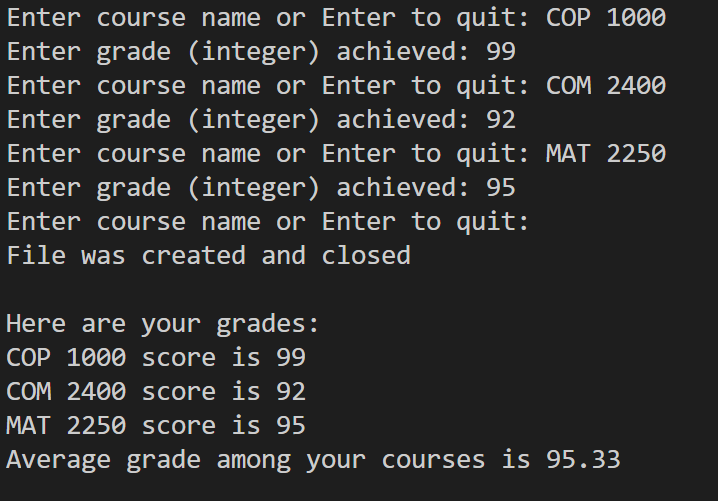 Enter course name or Enter to quit: COP 1000
Enter grade (integer) achieved: 99
Enter course name or Enter to quit: COM 2400
Enter grade (integer) achieved: 92
Enter course name or Enter to quit: MAT 2250
Enter grade (integer) achieved: 95
Enter course name or Enter to quit:
File was created and closed

Here are your grades:
COP 1000 score is 99
COM 2400 score is 92
MAT 2250 score is 95
Average grade among your courses is 95.33